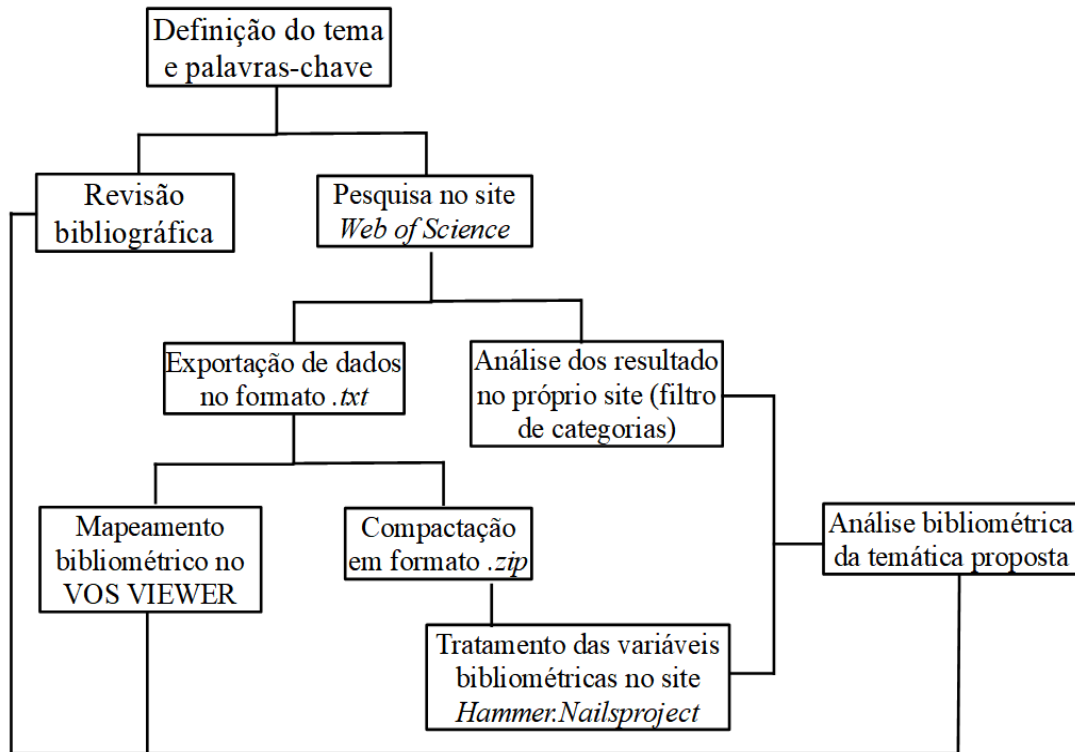 Definição do tema
e palavras-chave
Revisão
bibliográfica
Pesquisa no site
Web of Science
Exportação de dados
no formato .txt
Análise dos resultado
no próprio site (filtro
de categorias)
Mapeamento
bibliométrico no
VOS VIEWER
Compactação
em formato .zip
Análise bibliométrica
da temática proposta
Tratamento das variáveis
bibliométricas no site
Hammer.Nailsproject